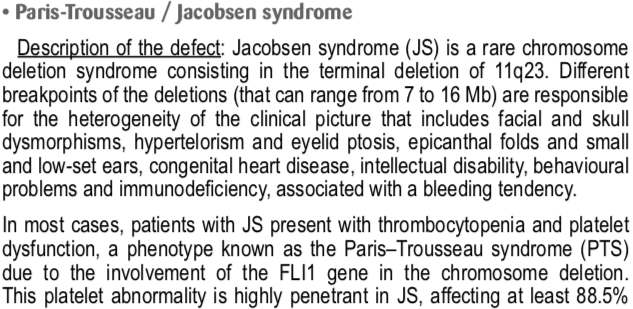 • Paris-Trousseau / Jacobsen syndrome
Description of the defect: Jacobsen syndrome (JS) is a rare chromosome
deletion syndrome consisting in the terminal deletion of 11q23. Different
breakpoints of the deletions (that can range from 7 to 16 Mb) are responsible
for the heterogeneity of the clinical picture that includes facial and skull
dysmorphisms, hypertelorism and eyelid ptosis, epicanthal folds and small
and low-set ears, congenital heart disease, intellectual disability, behavioural
problems and immunodeficiency, associated with a bleeding tendency.
In most cases, patients with JS present with thrombocytopenia and platelet
dysfunction, a phenotype known as the Paris–Trousseau syndrome (PTS)
due to the involvement of the FLI1 gene in the chromosome deletion.
This platelet abnormality is highly penetrant in JS, affecting at least 88.5%